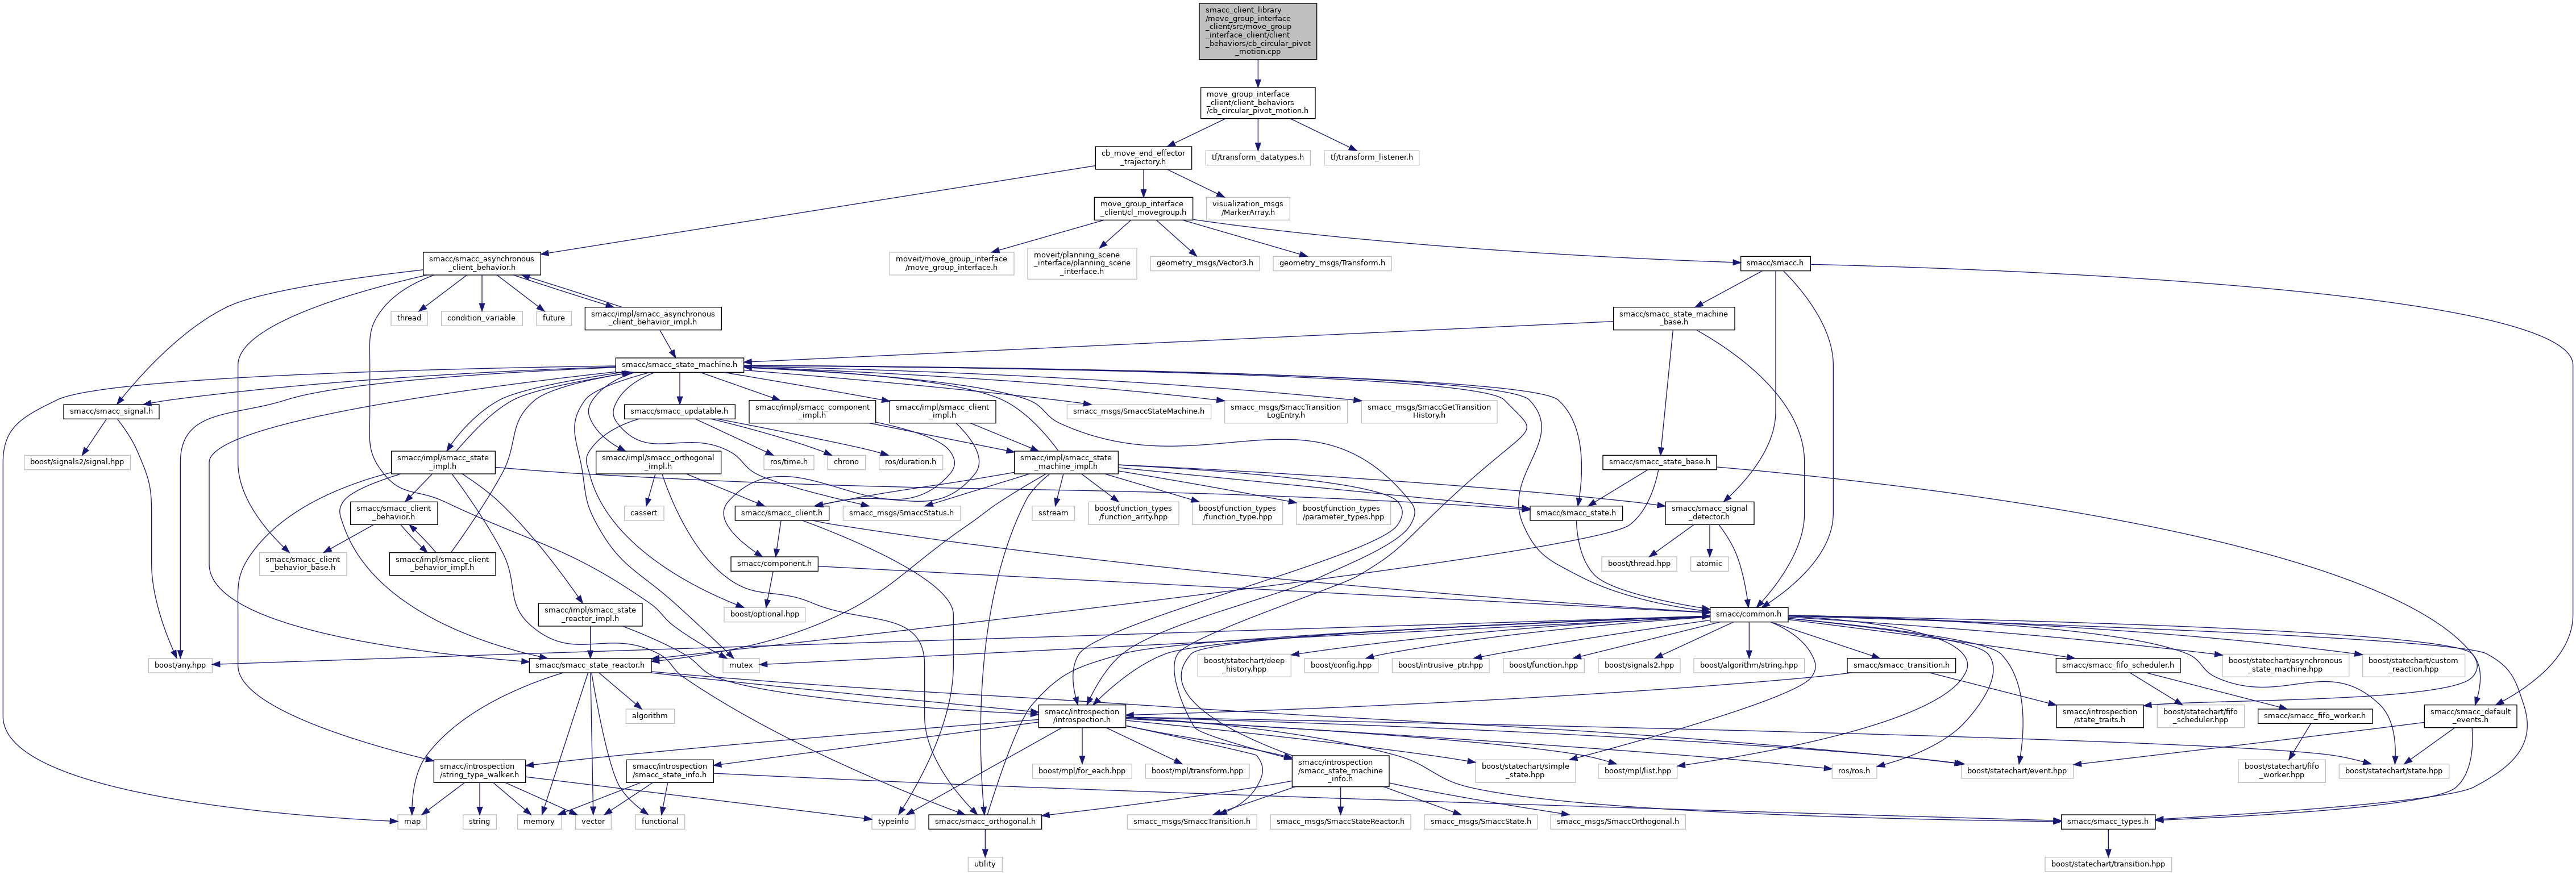 smacc_client_library
/move_group_interface
_client/src/move_group
_interface_client/client
_behaviors/cb_circular_pivot
_motion.cpp
move_group_interface
_client/client_behaviors
/cb_circular_pivot_motion.h
cb_move_end_effector
_trajectory.h
tf/transform_datatypes.h
tf/transform_listener.h
move_group_interface
_client/cl_movegroup.h
visualization_msgs
/MarkerArray.h
smacc/smacc_asynchronous
_client_behavior.h
moveit/move_group_interface
/move_group_interface.h
moveit/planning_scene
_interface/planning_scene
_interface.h
geometry_msgs/Vector3.h
geometry_msgs/Transform.h
smacc/smacc.h
thread
condition_variable
future
smacc/impl/smacc_asynchronous
_client_behavior_impl.h
smacc/smacc_state_machine
_base.h
smacc/smacc_state_machine.h
smacc/smacc_signal.h
smacc/smacc_updatable.h
smacc/impl/smacc_component
_impl.h
smacc/impl/smacc_client
_impl.h
smacc_msgs/SmaccStateMachine.h
smacc_msgs/SmaccTransition
LogEntry.h
smacc_msgs/SmaccGetTransition
History.h
boost/signals2/signal.hpp
smacc/impl/smacc_state
_impl.h
smacc/impl/smacc_orthogonal
_impl.h
ros/time.h
chrono
ros/duration.h
smacc/impl/smacc_state
_machine_impl.h
smacc/smacc_state_base.h
smacc/smacc_client
_behavior.h
cassert
smacc/smacc_client.h
smacc_msgs/SmaccStatus.h
sstream
boost/function_types
/function_arity.hpp
boost/function_types
/function_type.hpp
boost/function_types
/parameter_types.hpp
smacc/smacc_state.h
smacc/smacc_signal
_detector.h
smacc/smacc_client
_behavior_base.h
smacc/impl/smacc_client
_behavior_impl.h
smacc/component.h
boost/thread.hpp
atomic
smacc/impl/smacc_state
_reactor_impl.h
boost/optional.hpp
smacc/common.h
boost/any.hpp
smacc/smacc_state_reactor.h
mutex
boost/statechart/deep
_history.hpp
boost/config.hpp
boost/intrusive_ptr.hpp
boost/function.hpp
boost/signals2.hpp
boost/algorithm/string.hpp
smacc/smacc_transition.h
smacc/smacc_fifo_scheduler.h
boost/statechart/asynchronous
_state_machine.hpp
boost/statechart/custom
_reaction.hpp
algorithm
smacc/introspection
/introspection.h
smacc/introspection
/state_traits.h
boost/statechart/fifo
_scheduler.hpp
smacc/smacc_fifo_worker.h
smacc/smacc_default
_events.h
smacc/introspection
/string_type_walker.h
smacc/introspection
/smacc_state_info.h
boost/mpl/for_each.hpp
boost/mpl/transform.hpp
smacc/introspection
/smacc_state_machine
_info.h
boost/statechart/simple
_state.hpp
boost/mpl/list.hpp
ros/ros.h
boost/statechart/event.hpp
boost/statechart/fifo
_worker.hpp
boost/statechart/state.hpp
map
string
memory
vector
functional
typeinfo
smacc/smacc_orthogonal.h
smacc_msgs/SmaccTransition.h
smacc_msgs/SmaccStateReactor.h
smacc_msgs/SmaccState.h
smacc_msgs/SmaccOrthogonal.h
smacc/smacc_types.h
utility
boost/statechart/transition.hpp